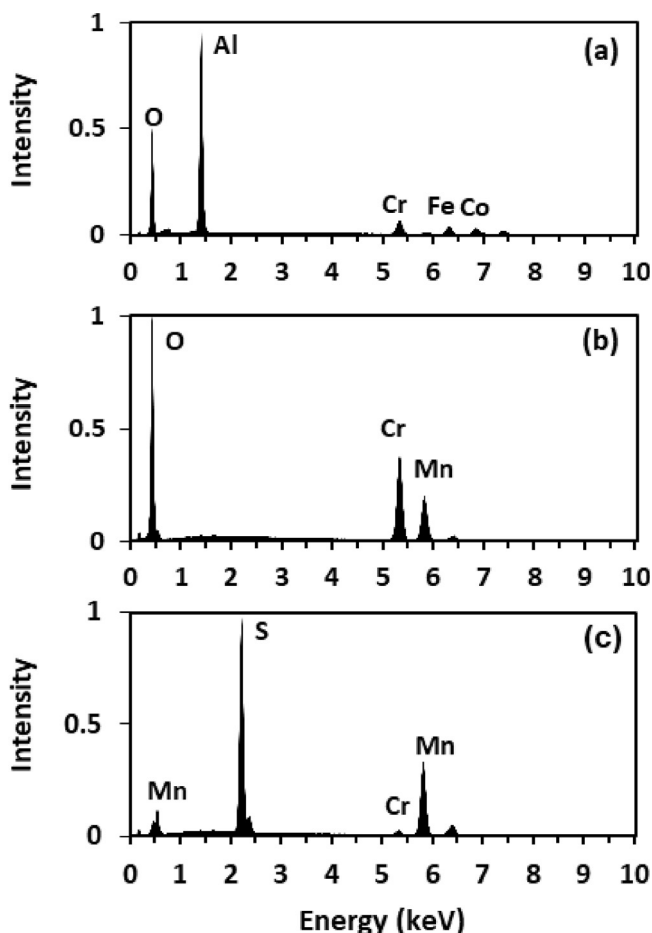 1
Al
(a)
O
Intensity
0.5
Cr
Fe
Co
0
0 1 2 3 4 5 6 7 8 9 10
1
O
(b)
Intensity
0.5
Cr
Mn
0
0 1 2 3 4 5 6 7 8 9 10
1
S
(c)
Intensity
0.5
Mn
Mn
Cr
0
0 1 2 3 4 5 6 7 8 9 10
Energy (keV)